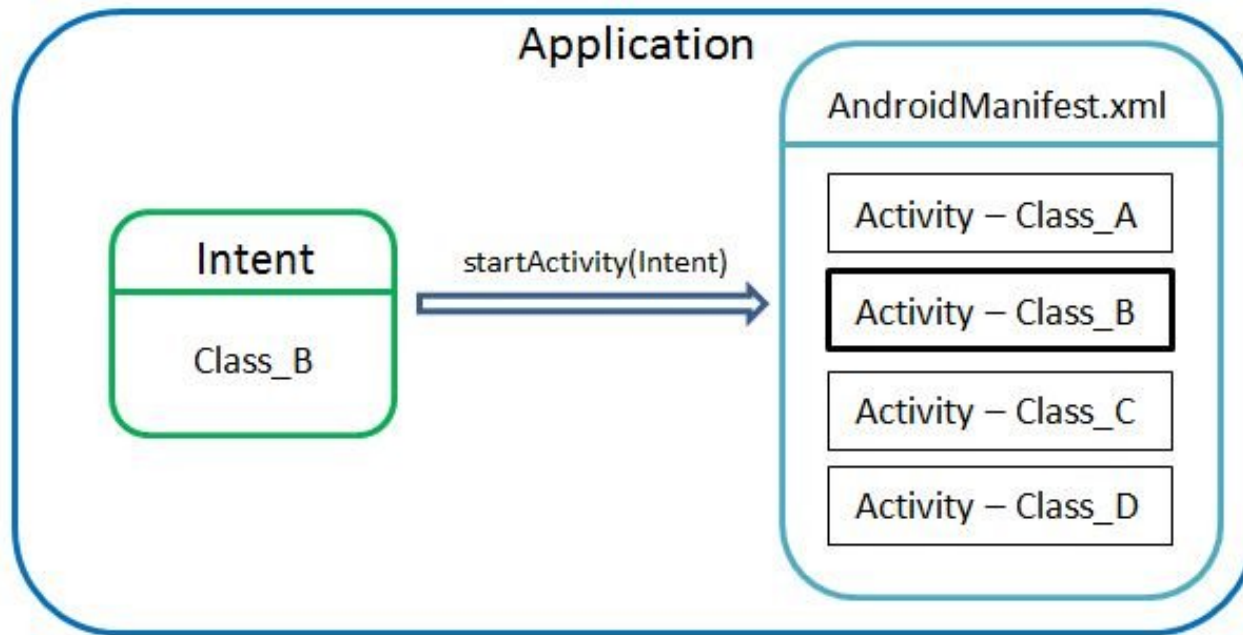 Application
Intent
Class_B
startActivity(Intent)
AndroidManifest.xml
Activity – Class_A
Activity – Class_B
Activity – Class_C
Activity – Class_D